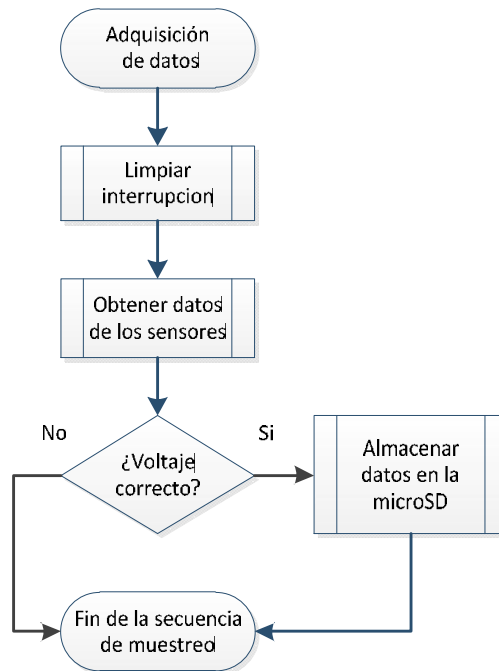 Adquisición
de datos
Limpiar
interrupcion
Obtener datos
de los sensores
No
¿Voltaje
correcto?
Si
Almacenar
datos en la
microSD
Fin de la secuencia
de muestreo